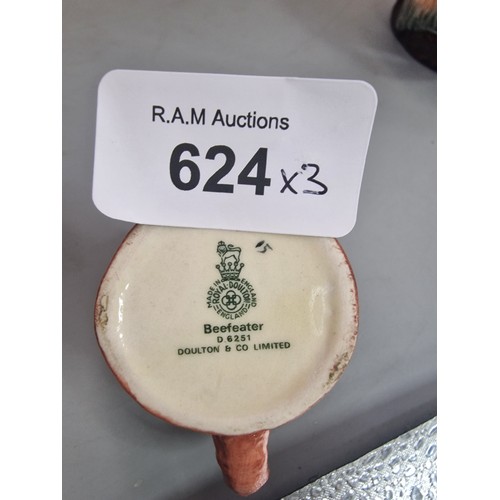 R.A.M Auctions
624 x3
MADE IN ENGLAND
ROYAL DOULTON
ENGLAND
Beefeater
D 6251
DOULTON & CO LIMITED